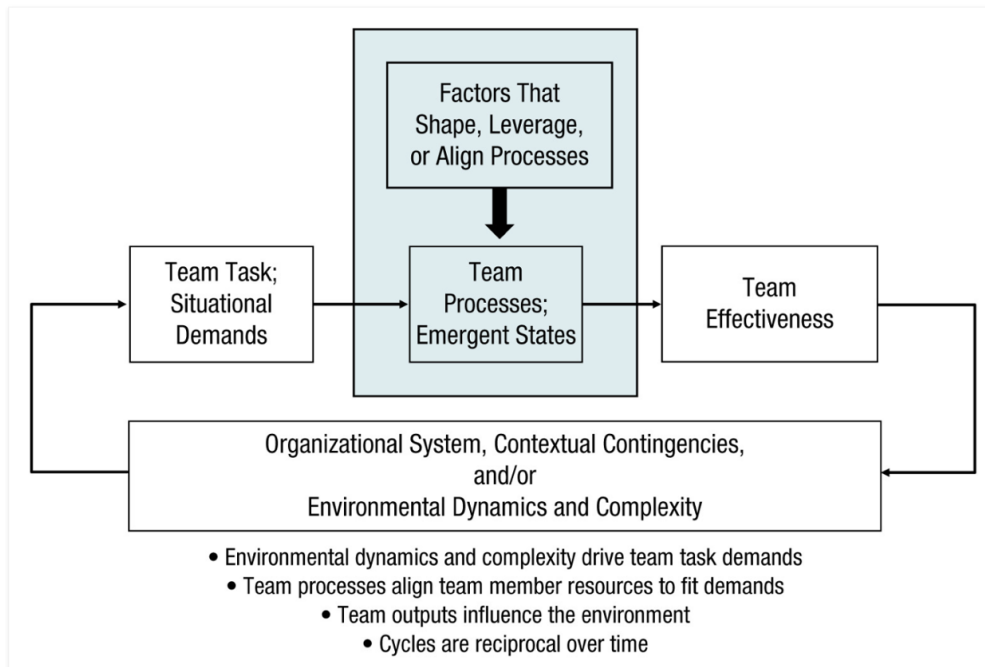 Factors That
Shape, Leverage,
or Align Processes
Team Task;
Situational
Demands
Team
Processes;
Emergent States
Team
Effectiveness
Organizational System, Contextual Contingencies,
and/or
Environmental Dynamics and Complexity
• Environmental dynamics and complexity drive team task demands
• Team processes align team member resources to fit demands
• Team outputs influence the environment
• Cycles are reciprocal over time